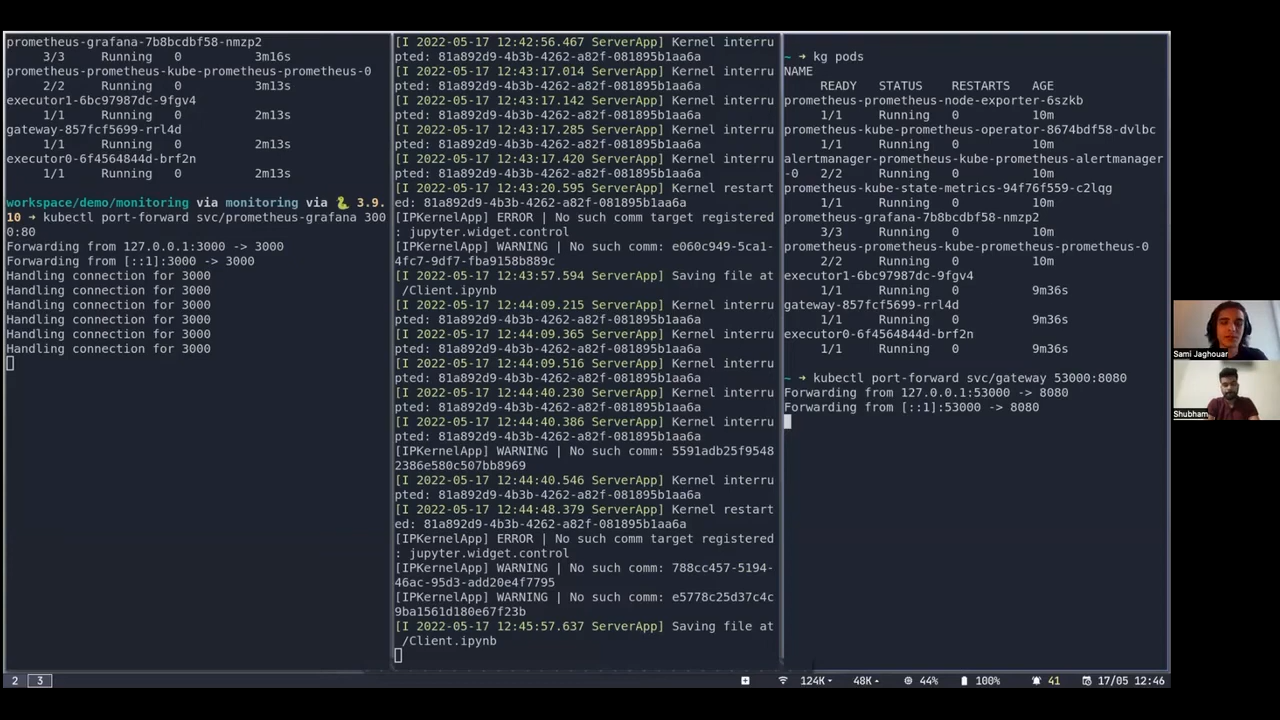 prometheus-grafana-7b8bcdbf58-nmzp2
3/3 Running 0 3m16s
prometheus-prometheus-kube-prometheus-prometheus-0
2/2 Running 0 3m13s
executor1-6bc97987dc-9fgv4
1/1 Running 0 2m13s
gateway-857fcf5699-rrl4d
1/1 Running 0 2m13s
executor0-6f4564844d-brf2n
1/1 Running 0 2m13s
workspace/demo/monitoring via monitoring via 🐍 3.9.
10 ➜ kubectl port-forward svc/prometheus-grafana 300
0:80
Forwarding from 127.0.0.1:3000 -> 3000
Forwarding from [::1]:3000 -> 3000
Handling connection for 3000
Handling connection for 3000
Handling connection for 3000
Handling connection for 3000
Handling connection for 3000
Handling connection for 3000
[I 2022-05-17 12:42:56.467 ServerApp] Kernel interru
pted: 81a892d9-4b3b-4262-a82f-081895b1aa6a
[I 2022-05-17 12:43:17.014 ServerApp] Kernel interru
pted: 81a892d9-4b3b-4262-a82f-081895b1aa6a
[I 2022-05-17 12:43:17.142 ServerApp] Kernel interru
pted: 81a892d9-4b3b-4262-a82f-081895b1aa6a
[I 2022-05-17 12:43:17.285 ServerApp] Kernel interru
pted: 81a892d9-4b3b-4262-a82f-081895b1aa6a
[I 2022-05-17 12:43:17.420 ServerApp] Kernel interru
pted: 81a892d9-4b3b-4262-a82f-081895b1aa6a
[I 2022-05-17 12:43:20.595 ServerApp] Kernel restart
ed: 81a892d9-4b3b-4262-a82f-081895b1aa6a
[IPKernelApp] ERROR | No such comm target registered
: jupyter.widget.control
[IPKernelApp] WARNING | No such comm: e060c949-5ca1-
4fc7-9df7-fba9158b889c
[I 2022-05-17 12:43:57.594 ServerApp] Saving file at
/Client.ipynb
[I 2022-05-17 12:44:09.215 ServerApp] Kernel interru
pted: 81a892d9-4b3b-4262-a82f-081895b1aa6a
[I 2022-05-17 12:44:09.365 ServerApp] Kernel interru
pted: 81a892d9-4b3b-4262-a82f-081895b1aa6a
[I 2022-05-17 12:44:09.516 ServerApp] Kernel interru
pted: 81a892d9-4b3b-4262-a82f-081895b1aa6a
[I 2022-05-17 12:44:40.230 ServerApp] Kernel interru
pted: 81a892d9-4b3b-4262-a82f-081895b1aa6a
[I 2022-05-17 12:44:40.386 ServerApp] Kernel interru
pted: 81a892d9-4b3b-4262-a82f-081895b1aa6a
[IPKernelApp] WARNING | No such comm: 5591adb25f9548
2386e580c507bb8969
[I 2022-05-17 12:44:40.546 ServerApp] Kernel interru
pted: 81a892d9-4b3b-4262-a82f-081895b1aa6a
[I 2022-05-17 12:44:48.379 ServerApp] Kernel restart
ed: 81a892d9-4b3b-4262-a82f-081895b1aa6a
[IPKernelApp] ERROR | No such comm target registered
: jupyter.widget.control
[IPKernelApp] WARNING | No such comm: 788cc457-5194-
46ac-95d3-add20e4f7795
[IPKernelApp] WARNING | No such comm: e5778c25d37c4c
9ba1561d180e67f23b
[I 2022-05-17 12:45:57.637 ServerApp] Saving file at
/Client.ipynb
~ ➜ kg pods
NAME
READY STATUS RESTARTS AGE
prometheus-prometheus-node-exporter-6szkb
1/1 Running 0 10m
prometheus-kube-prometheus-operator-8674bdf58-dvlbc
1/1 Running 0 10m
alertmanager-prometheus-kube-prometheus-alertmanager
-0 2/2 Running 0 10m
prometheus-kube-state-metrics-94f76f559-c2lqg
1/1 Running 0 10m
prometheus-grafana-7b8bcdbf58-nmzp2
3/3 Running 0 10m
prometheus-prometheus-kube-prometheus-prometheus-0
2/2 Running 0 10m
executor1-6bc97987dc-9fgv4
1/1 Running 0 9m36s
gateway-857fcf5699-rrl4d
1/1 Running 0 9m36s
executor0-6f4564844d-brf2n
1/1 Running 0 9m36s
~ ➜ kubectl port-forward svc/gateway 53000:8080
Forwarding from 127.0.0.1:53000 -> 8080
Forwarding from [::1]:53000 -> 8080
Sami Jaghouar
Shubham
2 3 124K 48K 44% 100% 41 17/05 12:46